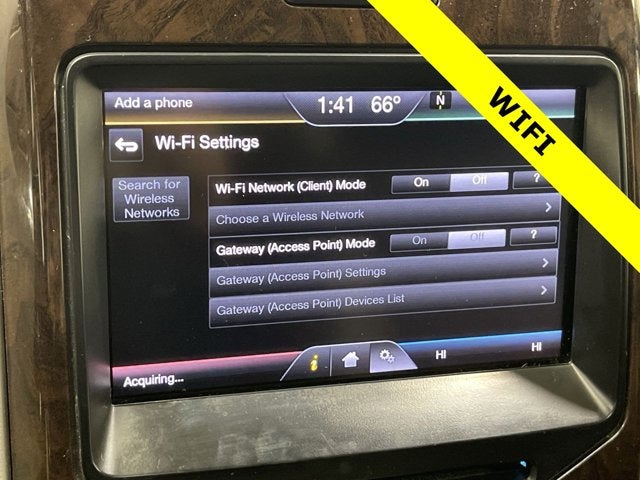 Add a phone
1:41 66° N
WIFI
Wi-Fi Settings
Search for
Wireless
Networks
Wi-Fi Network (Client) Mode On Off ?
Choose a Wireless Network
Gateway (Access Point) Mode On Off ?
Gateway (Access Point) Settings
Gateway (Access Point) Devices List
Acquiring... i HI HI